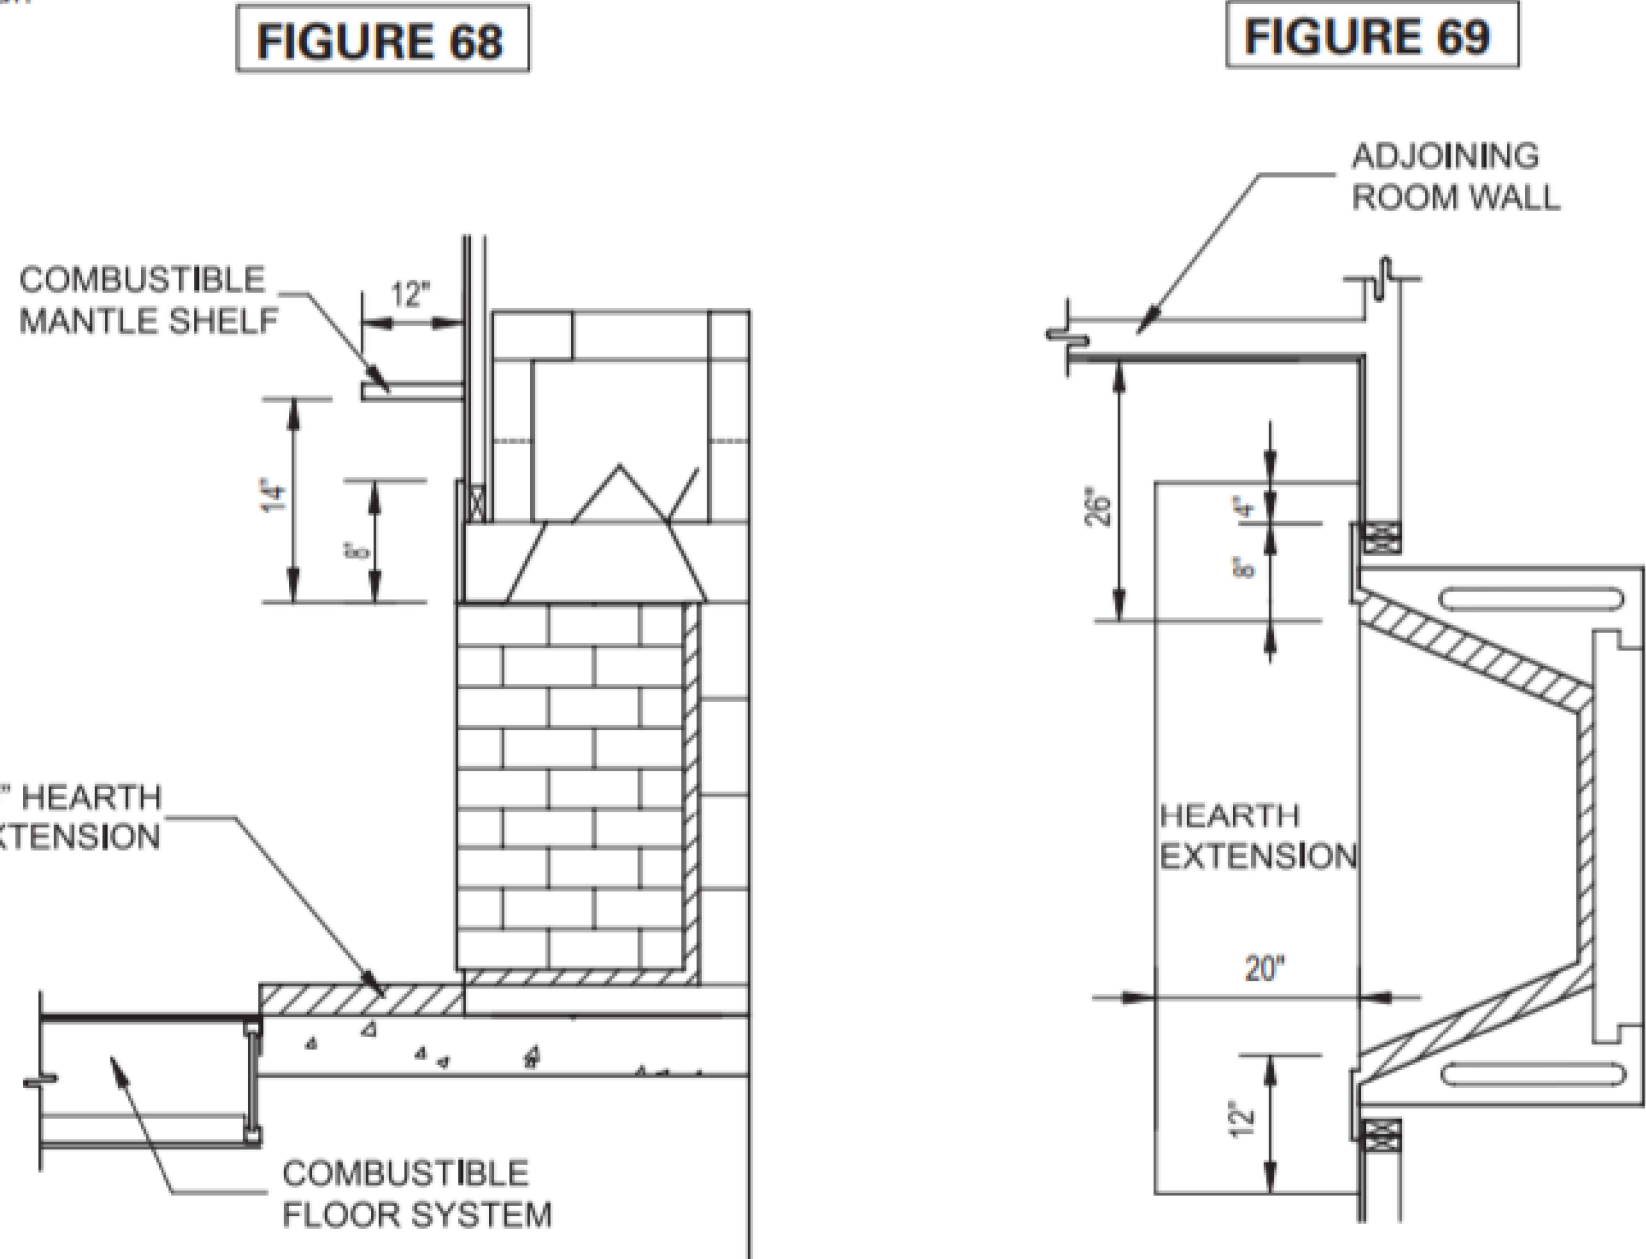 FIGURE 68
COMBUSTIBLE
MANTLE SHELF
12"
14"
8"
" HEARTH
EXTENSION
COMBUSTIBLE
FLOOR SYSTEM
FIGURE 69
ADJOINING
ROOM WALL
26"
4"
8"
HEARTH
EXTENSION
20"
12"